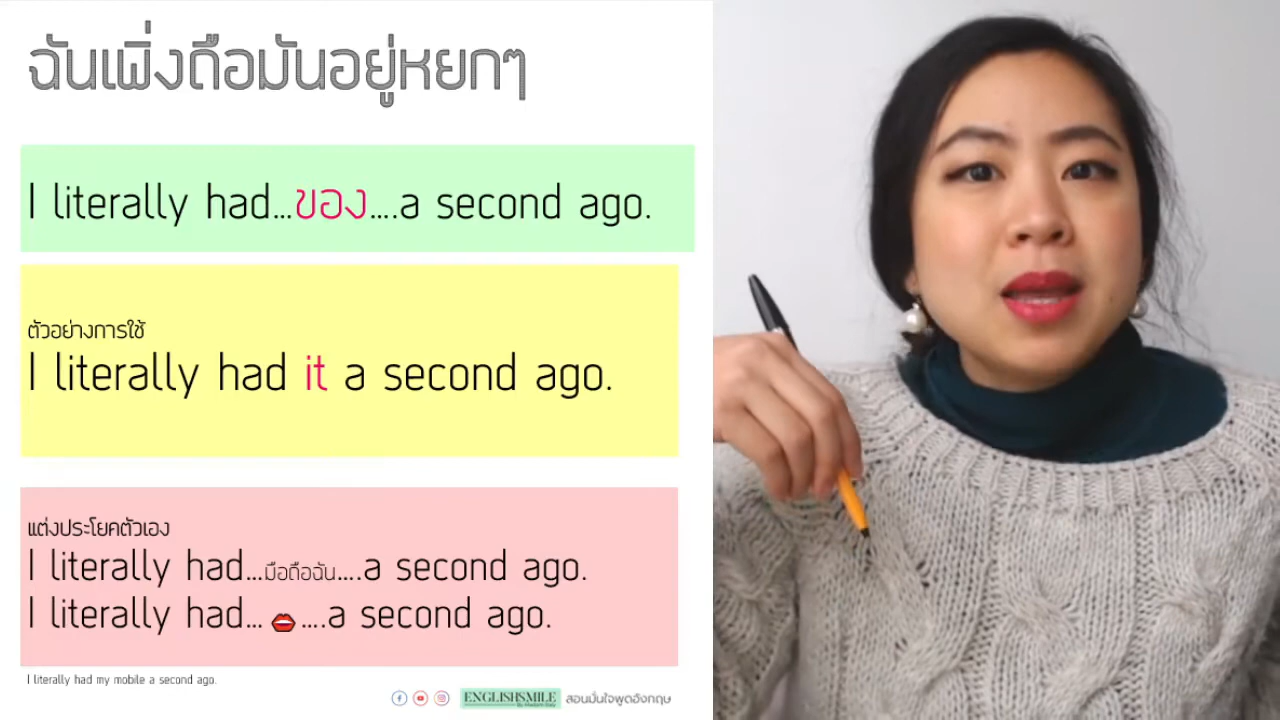 ฉันเพิ่งถือมันอยู่หยกๆ
I literally had...ของ....a second ago.
ตัวอย่างการใช้
I literally had it a second ago.
แต่งประโยคตัวเอง
I literally had...มือถือฉัน....a second ago.
I literally had... 👄 ....a second ago.
I literally had my mobile a second ago.
ENGLISHSMILE สอนมั่นใจพูดอังกฤษ